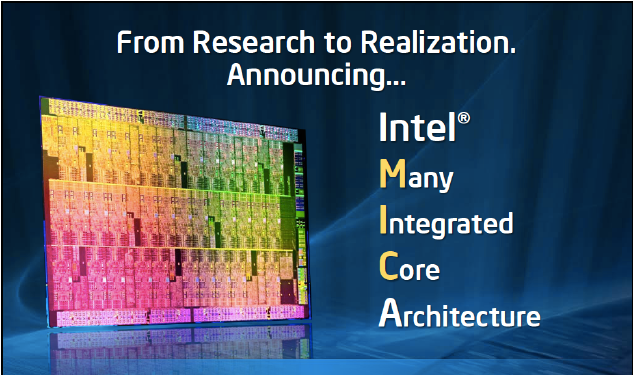 From Research to Realization.
Announcing...
Intel®
Many
Integrated
Core
Architecture